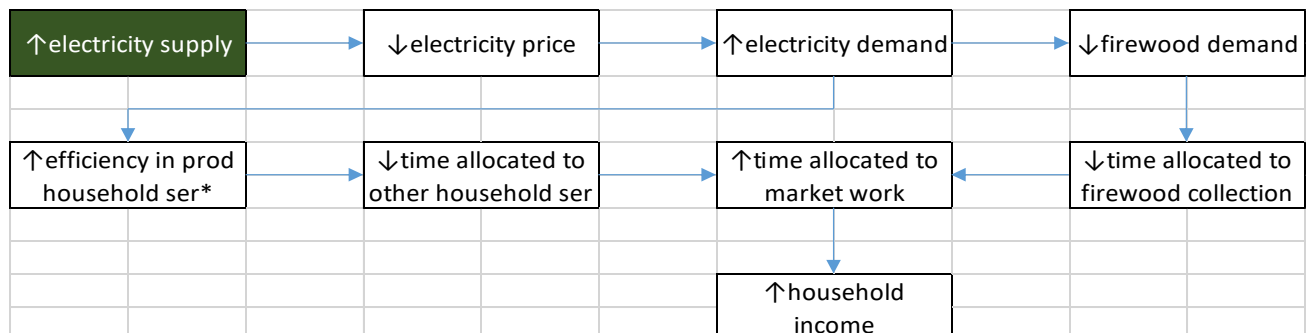 ↑electricity supply
↓electricity price
↑electricity demand
↓firewood demand
↑efficiency in prod
household ser*
↓time allocated to
other household ser
↑time allocated to
market work
↓time allocated to
firewood collection
↑household
income